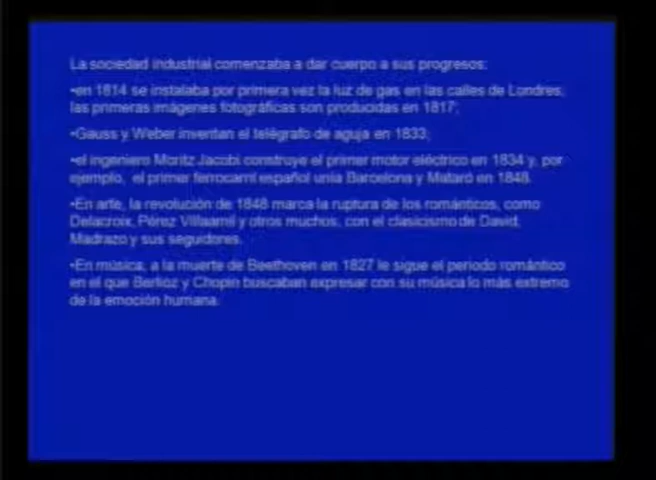 La sociedad industrial comenzaba a dar cuerpo a sus progresos:
•en 1814 se instalaba por primera vez la luz de gas en las calles de Londres;
las primeras imágenes fotográficas son producidas en 1817;
•Gauss y Weber inventan el telégrafo de aguja en 1833;
•el ingeniero Moritz Jacobi construye el primer motor eléctrico en 1834 y, por
ejemplo, el primer ferrocarril español unía Barcelona y Mataró en 1848.
•En arte, la revolución de 1848 marca la ruptura de los románticos, como
Delacroix, Pérez Villaamil y otros muchos, con el clasicismo de David,
Madrazo y sus seguidores.
•En música, a la muerte de Beethoven en 1827 le sigue el periodo romántico
en el que Berlioz y Chopin buscaban expresar con su música lo más extremo
de la emoción humana.